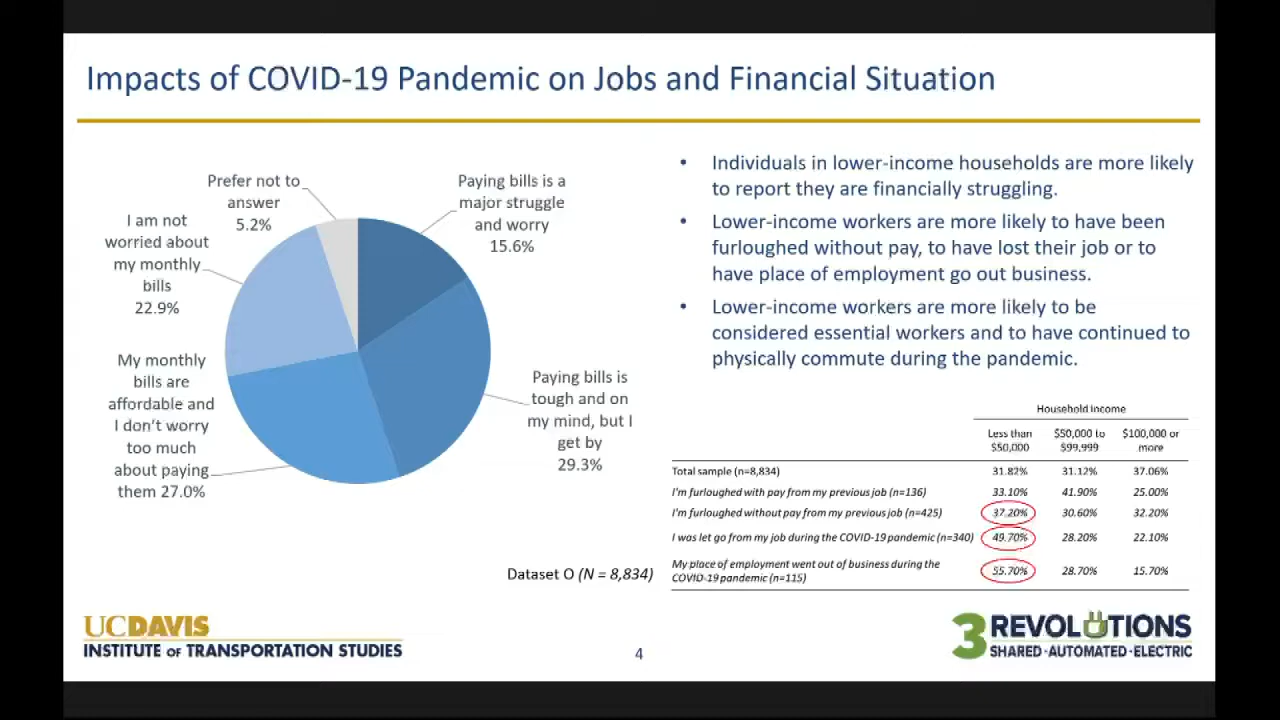 Impacts of COVID-19 Pandemic on Jobs and Financial Situation
Prefer not to
answer
5.2%
Paying bills is a
major struggle
and worry
15.6%
I am not
worried about
my monthly
bills
22.9%
My monthly
bills are
affordable and
I don't worry
too much
about paying
them 27.0%
Paying bills is
tough and on
my mind, but I
get by
29.3%
Dataset O (N = 8,834)
• Individuals in lower-income households are more likely
to report they are financially struggling.
• Lower-income workers are more likely to have been
furloughed without pay, to have lost their job or to
have place of employment go out business.
• Lower-income workers are more likely to be
considered essential workers and to have continued to
physically commute during the pandemic.
Household Income
Less than $50,000 $50,000 to $99,999 $100,000 or more
Total sample (n=8,834) 31.82% 31.12% 37.06%
I'm furloughed with pay from my previous job (n=136) 33.10% 41.90% 25.00%
I'm furloughed without pay from my previous job (n=425) 37.20% 30.60% 32.20%
I was let go from my job during the COVID-19 pandemic (n=340) 49.70% 28.20% 22.10%
My place of employment went out of business during the
COVID-19 pandemic (n=115) 55.70% 28.70% 15.70%
UCDAVIS
INSTITUTE OF TRANSPORTATION STUDIES
4
3 REVOLUTIONS
SHARED·AUTOMATED·ELECTRIC